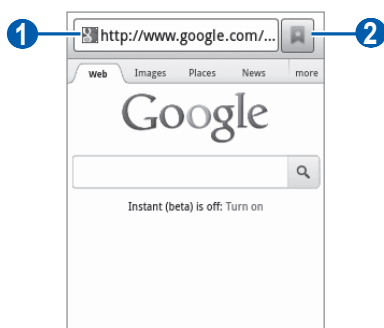 1 http://www.google.com/... 2
Web Images Places News more
Google
Instant (beta) is off: Turn on